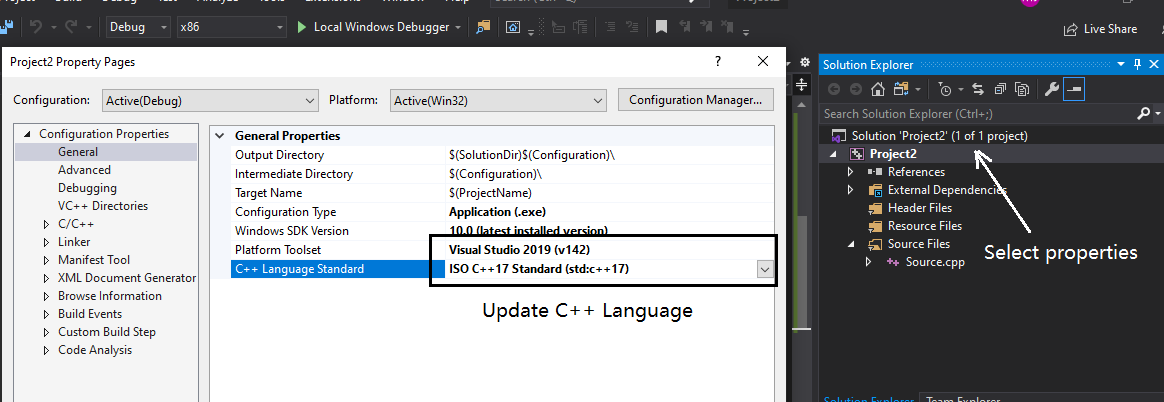 Debug
x86
Local Windows Debugger
Live Share
Project2 Property Pages
?
Configuration:
Active(Debug)
Platform:
Active(Win32)
Configuration Manager...
Configuration Properties
General
Advanced
Debugging
VC++ Directories
C/C++
Linker
Manifest Tool
XML Document Generator
Browse Information
Build Events
Custom Build Step
Code Analysis
General Properties
Output Directory $(SolutionDir)$(Configuration)\
Intermediate Directory $(Configuration)\
Target Name $(ProjectName)
Configuration Type Application (.exe)
Windows SDK Version 10.0 (latest installed version)
Platform Toolset Visual Studio 2019 (v142)
C++ Language Standard ISO C++17 Standard (std:c++17)
Update C++ Language
Solution Explorer
Search Solution Explorer (Ctrl+;)
Solution 'Project2' (1 of 1 project)
Project2
References
External Dependencies
Header Files
Resource Files
Source Files
Source.cpp
Select properties
Solution Explorer Team Explorer